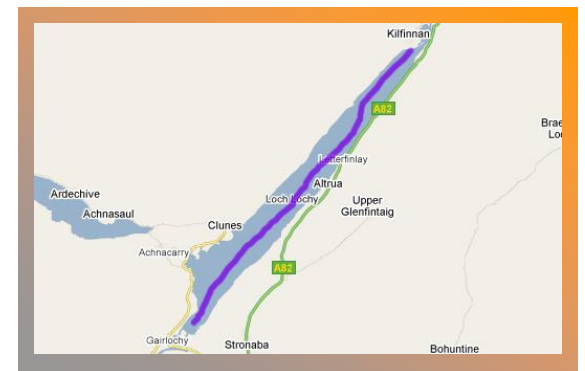 Kilfinnan
A82
Brae
Lo
Letterfinlay
Ardechive
Altrua
Achnasaul
Loch Lochy
Upper
Glenfintaig
Clunes
Achnacarry
A82
Gairlochy
Stronaba
Bohuntine